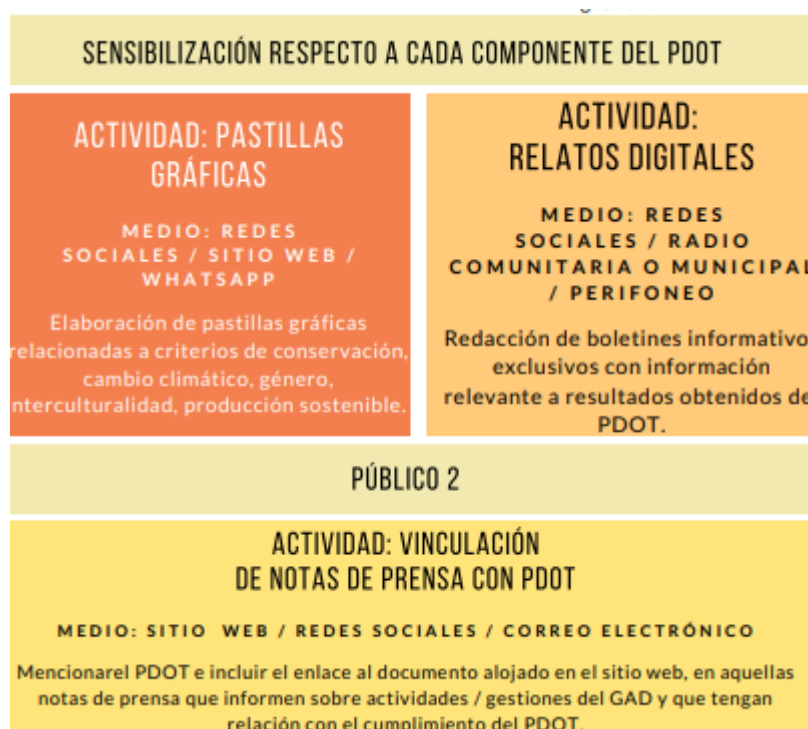 SENSIBILIZACIÓN RESPECTO A CADA COMPONENTE DEL PDOT
ACTIVIDAD: PASTILLAS
GRÁFICAS
MEDIO: REDES
SOCIALES / SITIO WEB /
WHATSAPP
Elaboración de pastillas gráficas
relacionadas a criterios de conservación,
cambio climático, género,
nterculturalidad, producción sostenible.
ACTIVIDAD:
RELATOS DIGITALES
MEDIO: REDES
SOCIALES / RADIO
COMUNITARIA O MUNICIPAL
/ PERIFONEO
Redacción de boletines informativo
exclusivos con información
relevante a resultados obtenidos de
PDOT.
PÚBLICO 2
ACTIVIDAD: VINCULACIÓN
DE NOTAS DE PRENSA CON PDOT
MEDIO: SITIO WEB / REDES SOCIALES / CORREO ELECTRÓNICO
Mencionarel PDOT e incluir el enlace al documento alojado en el sitio web, en aquellas
notas de prensa que informen sobre actividades / gestiones del GAD y que tengan
relación con el cumplimiento del PDOT.